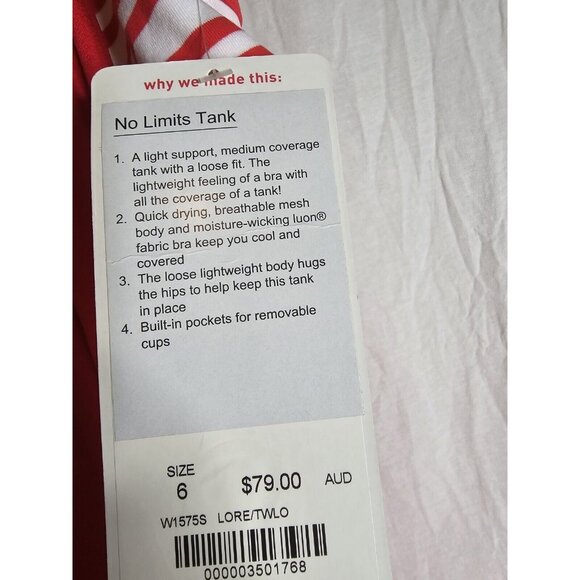 why we made this:
No Limits Tank
1. A light support, medium coverage
tank with a loose fit. The
lightweight feeling of a bra with
all the coverage of a tank!
2. Quick drying, breathable mesh
body and moisture-wicking luon®
fabric bra keep you cool and
covered
3. The loose lightweight body hugs
the hips to help keep this tank
in place
4. Built-in pockets for removable
cups
SIZE
6 $79.00 AUD
W1575S LORE/TWLO
000003501768